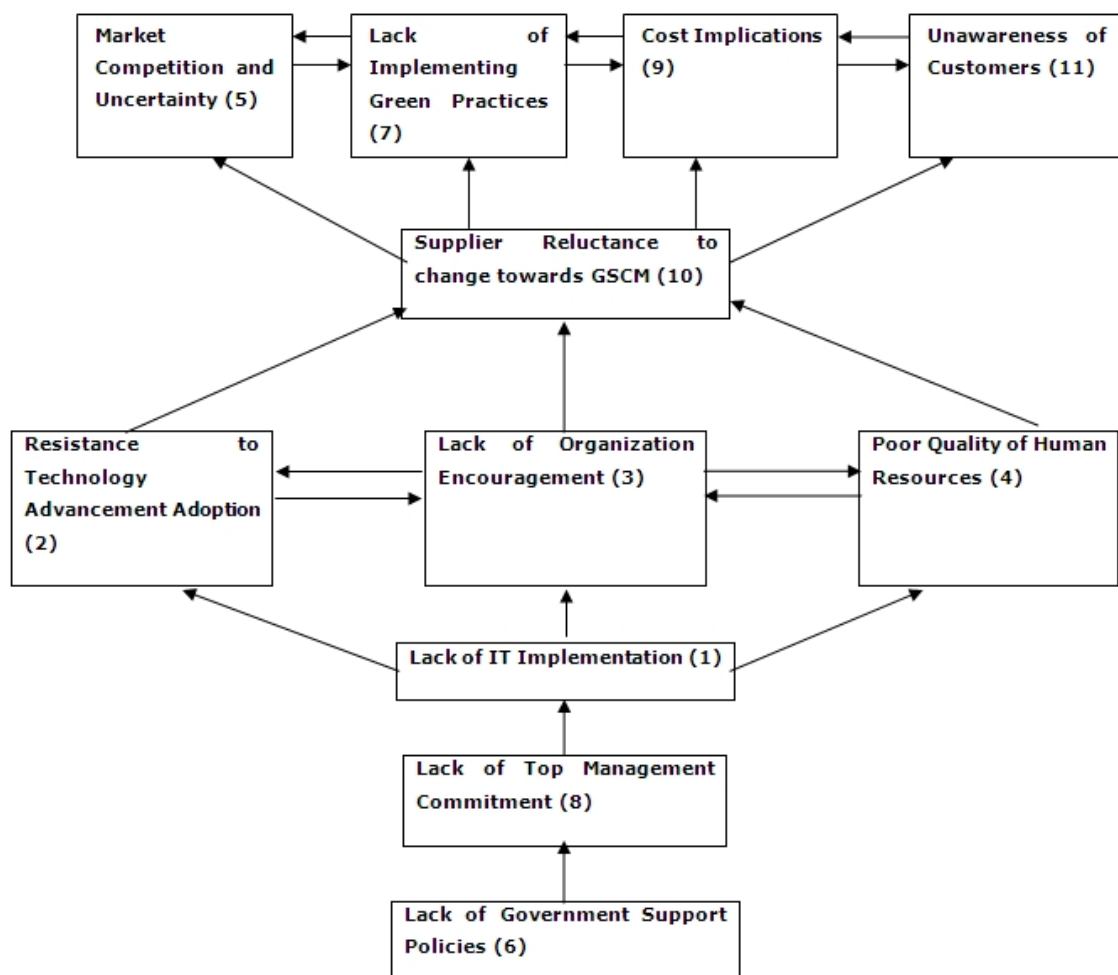 Market
Competition and
Uncertainty (5)
Lack of
Implementing
Green Practices
(7)
Cost Implications
(9)
Unawareness of
Customers (11)
Supplier Reluctance to
change towards GSCM (10)
Resistance to
Technology
Advancement Adoption
(2)
Lack of Organization
Encouragement (3)
Poor Quality of Human
Resources (4)
Lack of IT Implementation (1)
Lack of Top Management
Commitment (8)
Lack of Government Support
Policies (6)